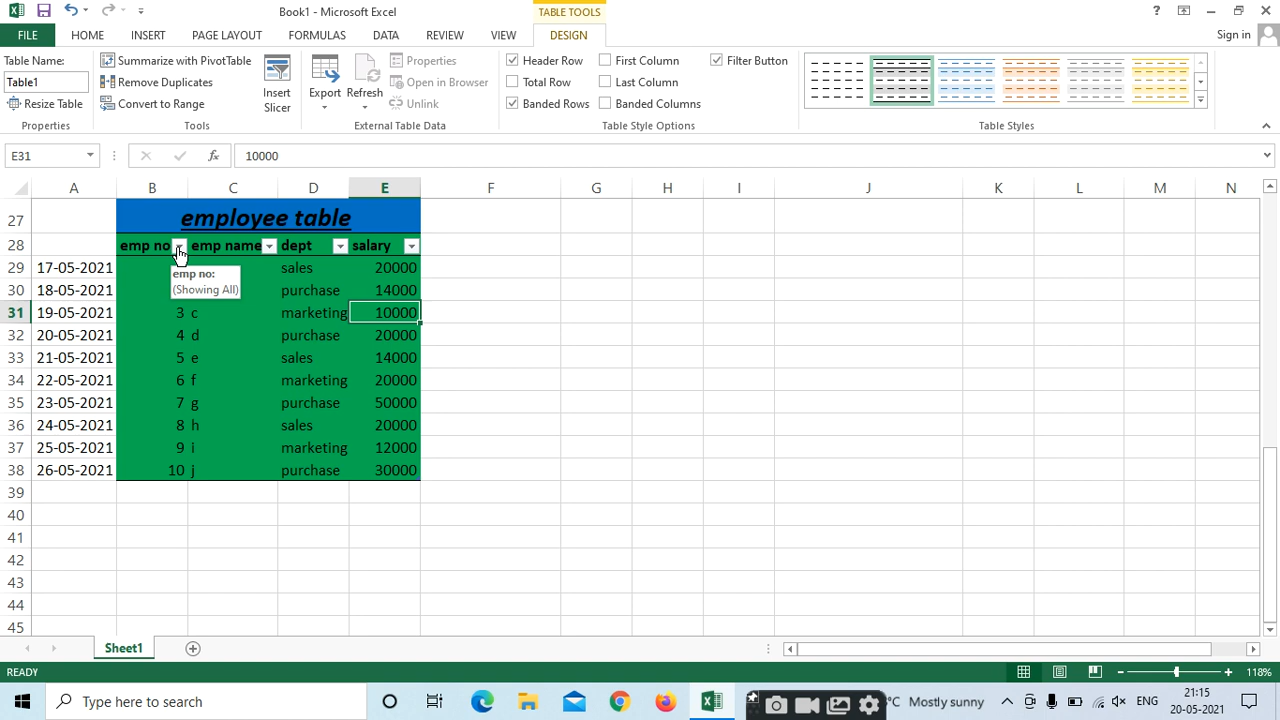 Book1 - Microsoft Excel
TABLE TOOLS
?
FILE HOME INSERT PAGE LAYOUT FORMULAS DATA REVIEW VIEW DESIGN Sign in
Table Name:
Table1
Resize Table
Properties
Summarize with PivotTable
Remove Duplicates
Convert to Range
Insert
Slicer
Tools
Export
Refresh
Properties
Open in Browser
Unlink
External Table Data
Header Row First Column Filter Button
Total Row Last Column
Banded Rows Banded Columns
Table Style Options
Table Styles
E31 fx 10000
A B C D E F G H I J K L M N
27 employee table
28 emp no emp name dept salary
29 17-05-2021 sales 20000
emp no:
(Showing All)
30 18-05-2021 purchase 14000
31 19-05-2021 3 c marketing 10000
32 20-05-2021 4 d purchase 20000
33 21-05-2021 5 e sales 14000
34 22-05-2021 6 f marketing 20000
35 23-05-2021 7 g purchase 50000
36 24-05-2021 8 h sales 20000
37 25-05-2021 9 i marketing 12000
38 26-05-2021 10 j purchase 30000
39
40
41
42
43
44
45
Sheet1
READY 118%
Type here to search
°C Mostly sunny
ENG
21:15
20-05-2021